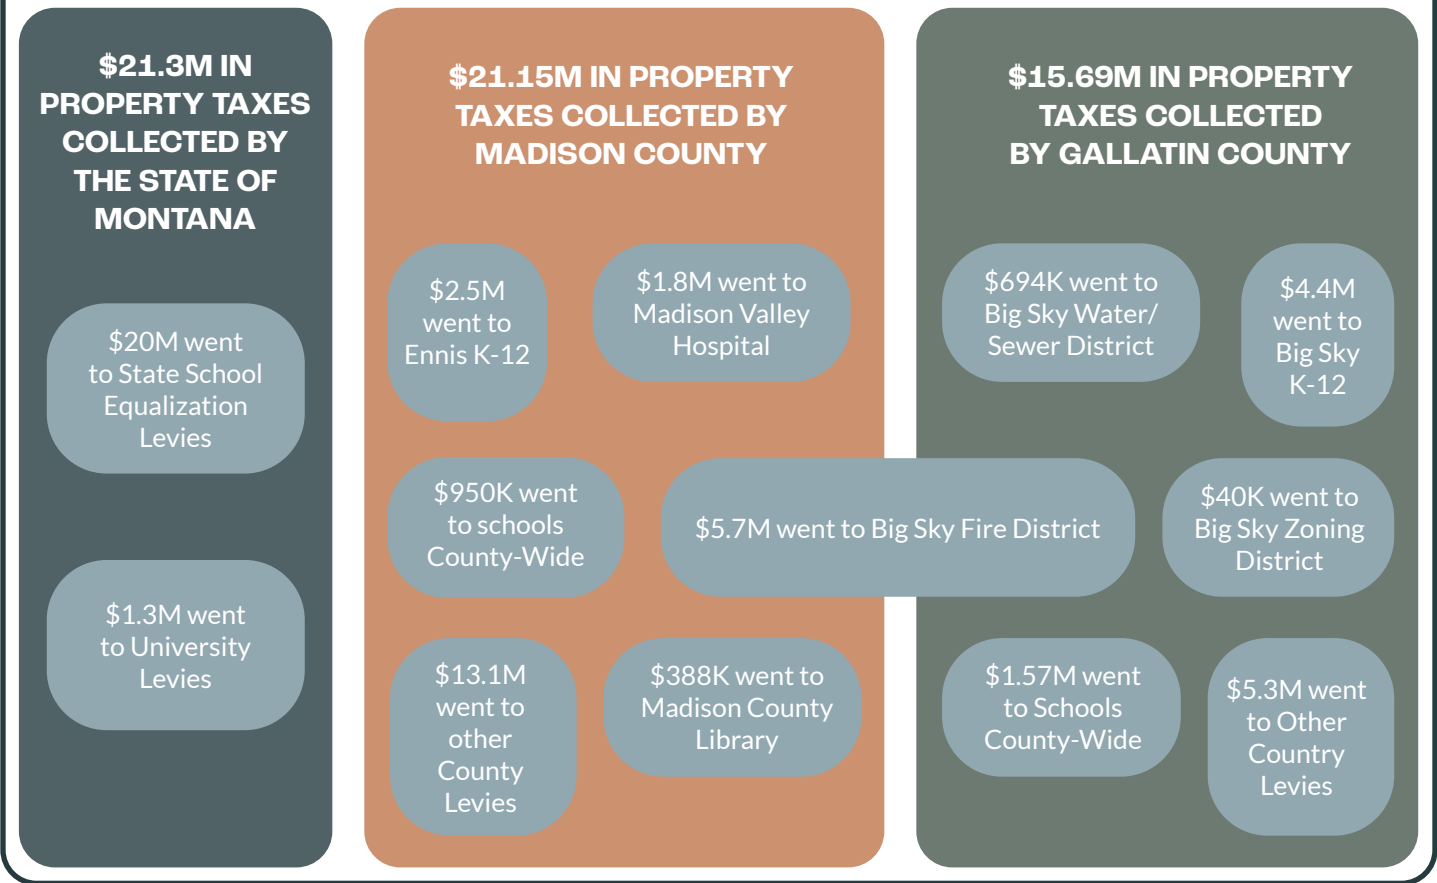 $21.3M IN
PROPERTY TAXES
COLLECTED BY
THE STATE OF
MONTANA
$20M went
to State School
Equalization
Levies
$1.3M went
to University
Levies
$21.15M IN PROPERTY
TAXES COLLECTED BY
MADISON COUNTY
$2.5M
went to
Ennis K-12
$1.8M went to
Madison Valley
Hospital
$950K went
to schools
County-Wide
$5.7M went to Big Sky Fire District
$13.1M
went to
other
County
Levies
$388K went to
Madison County
Library
$15.69M IN PROPERTY
TAXES COLLECTED
BY GALLATIN COUNTY
$694K went to
Big Sky Water/
Sewer District
$4.4M
went to
Big Sky
K-12
$40K went to
Big Sky Zoning
District
$1.57M went
to Schools
County-Wide
$5.3M went
to Other
Country
Levies